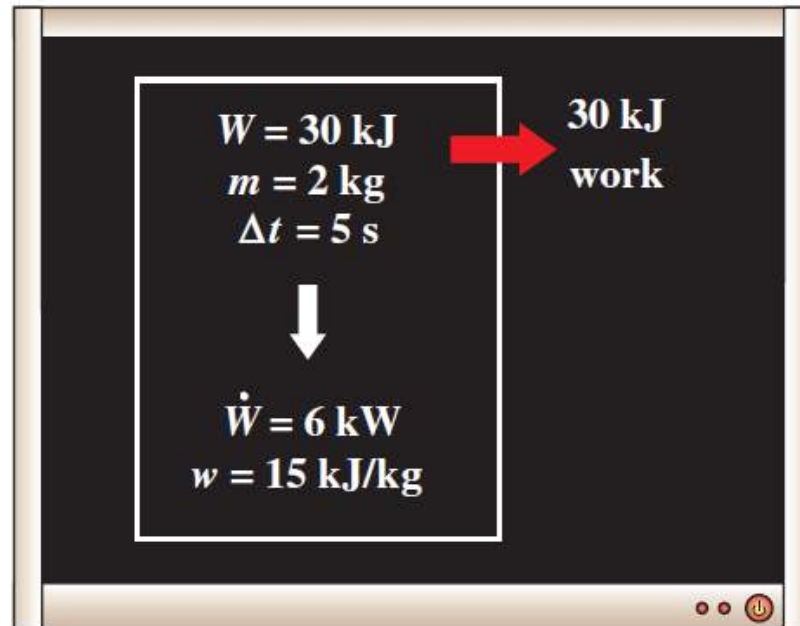 W = 30 kJ
m = 2 kg
Δt = 5 s
Ẇ = 6 kW
w = 15 kJ/kg
30 kJ
work